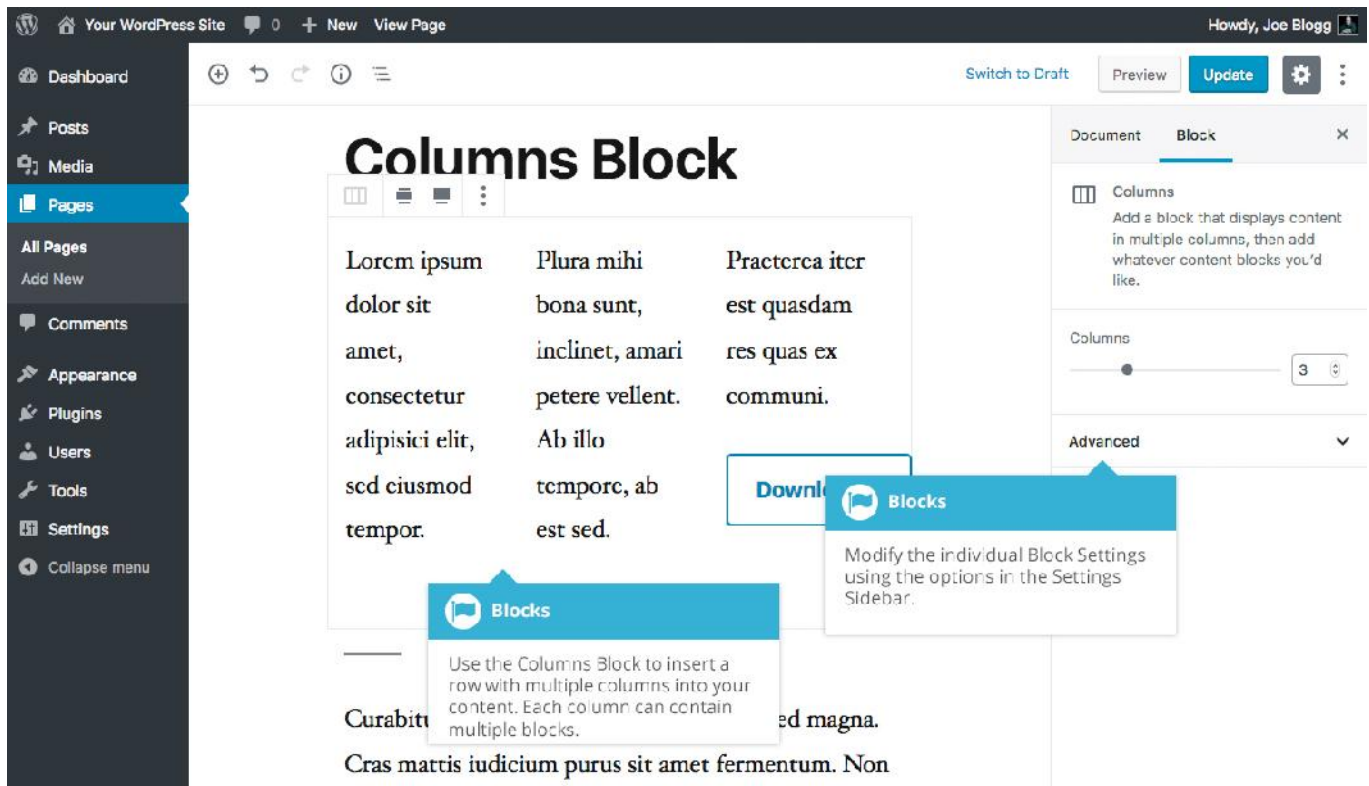 Your WordPress Site 0 New View Page Howdy, Joe Blogg
Dashboard
Posts
Media
Pages
All Pages
Add New
Comments
Appearance
Plugins
Users
Tools
Settings
Collapse menu
Switch to Draft Preview Update
Columns Block
Lorem ipsum
dolor sit
amet,
consectetur
adipisici elit,
sed eiusmod
tempor.
Plura mihi
bona sunt,
inclinet, amari
petere vellent.
Ab illo
tempore, ab
est sed.
Praeterea iter
est quasdam
res quas ex
communi.
Blocks
Use the Columns Block to insert a
row with multiple columns into your
content. Each column can contain
multiple blocks.
ed magna.
Cras mattis iudicium purus sit amet fermentum. Non
Document Block
Columns
Add a block that displays content
in multiple columns, then add
whatever content blocks you'd
like.
Columns
3
Advanced
Blocks
Modify the individual Block Settings
using the options in the Settings
Sidebar.